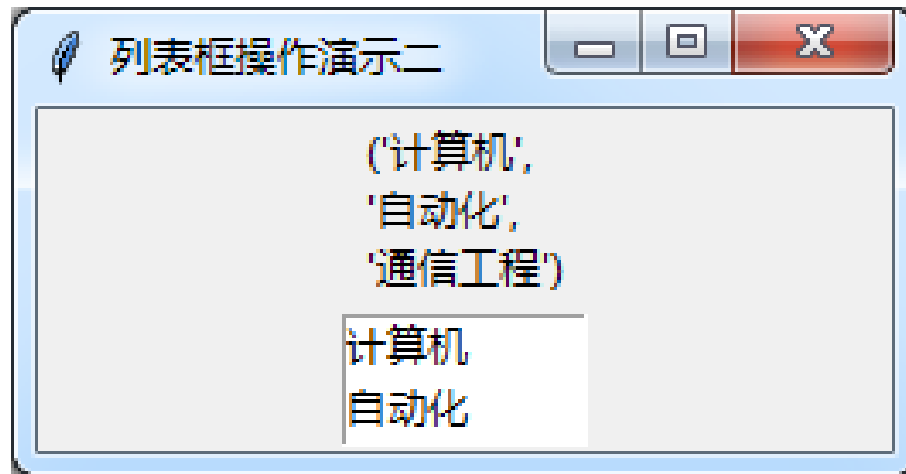 列表框操作演示二
('计算机',
'自动化',
'通信工程')
计算机
自动化